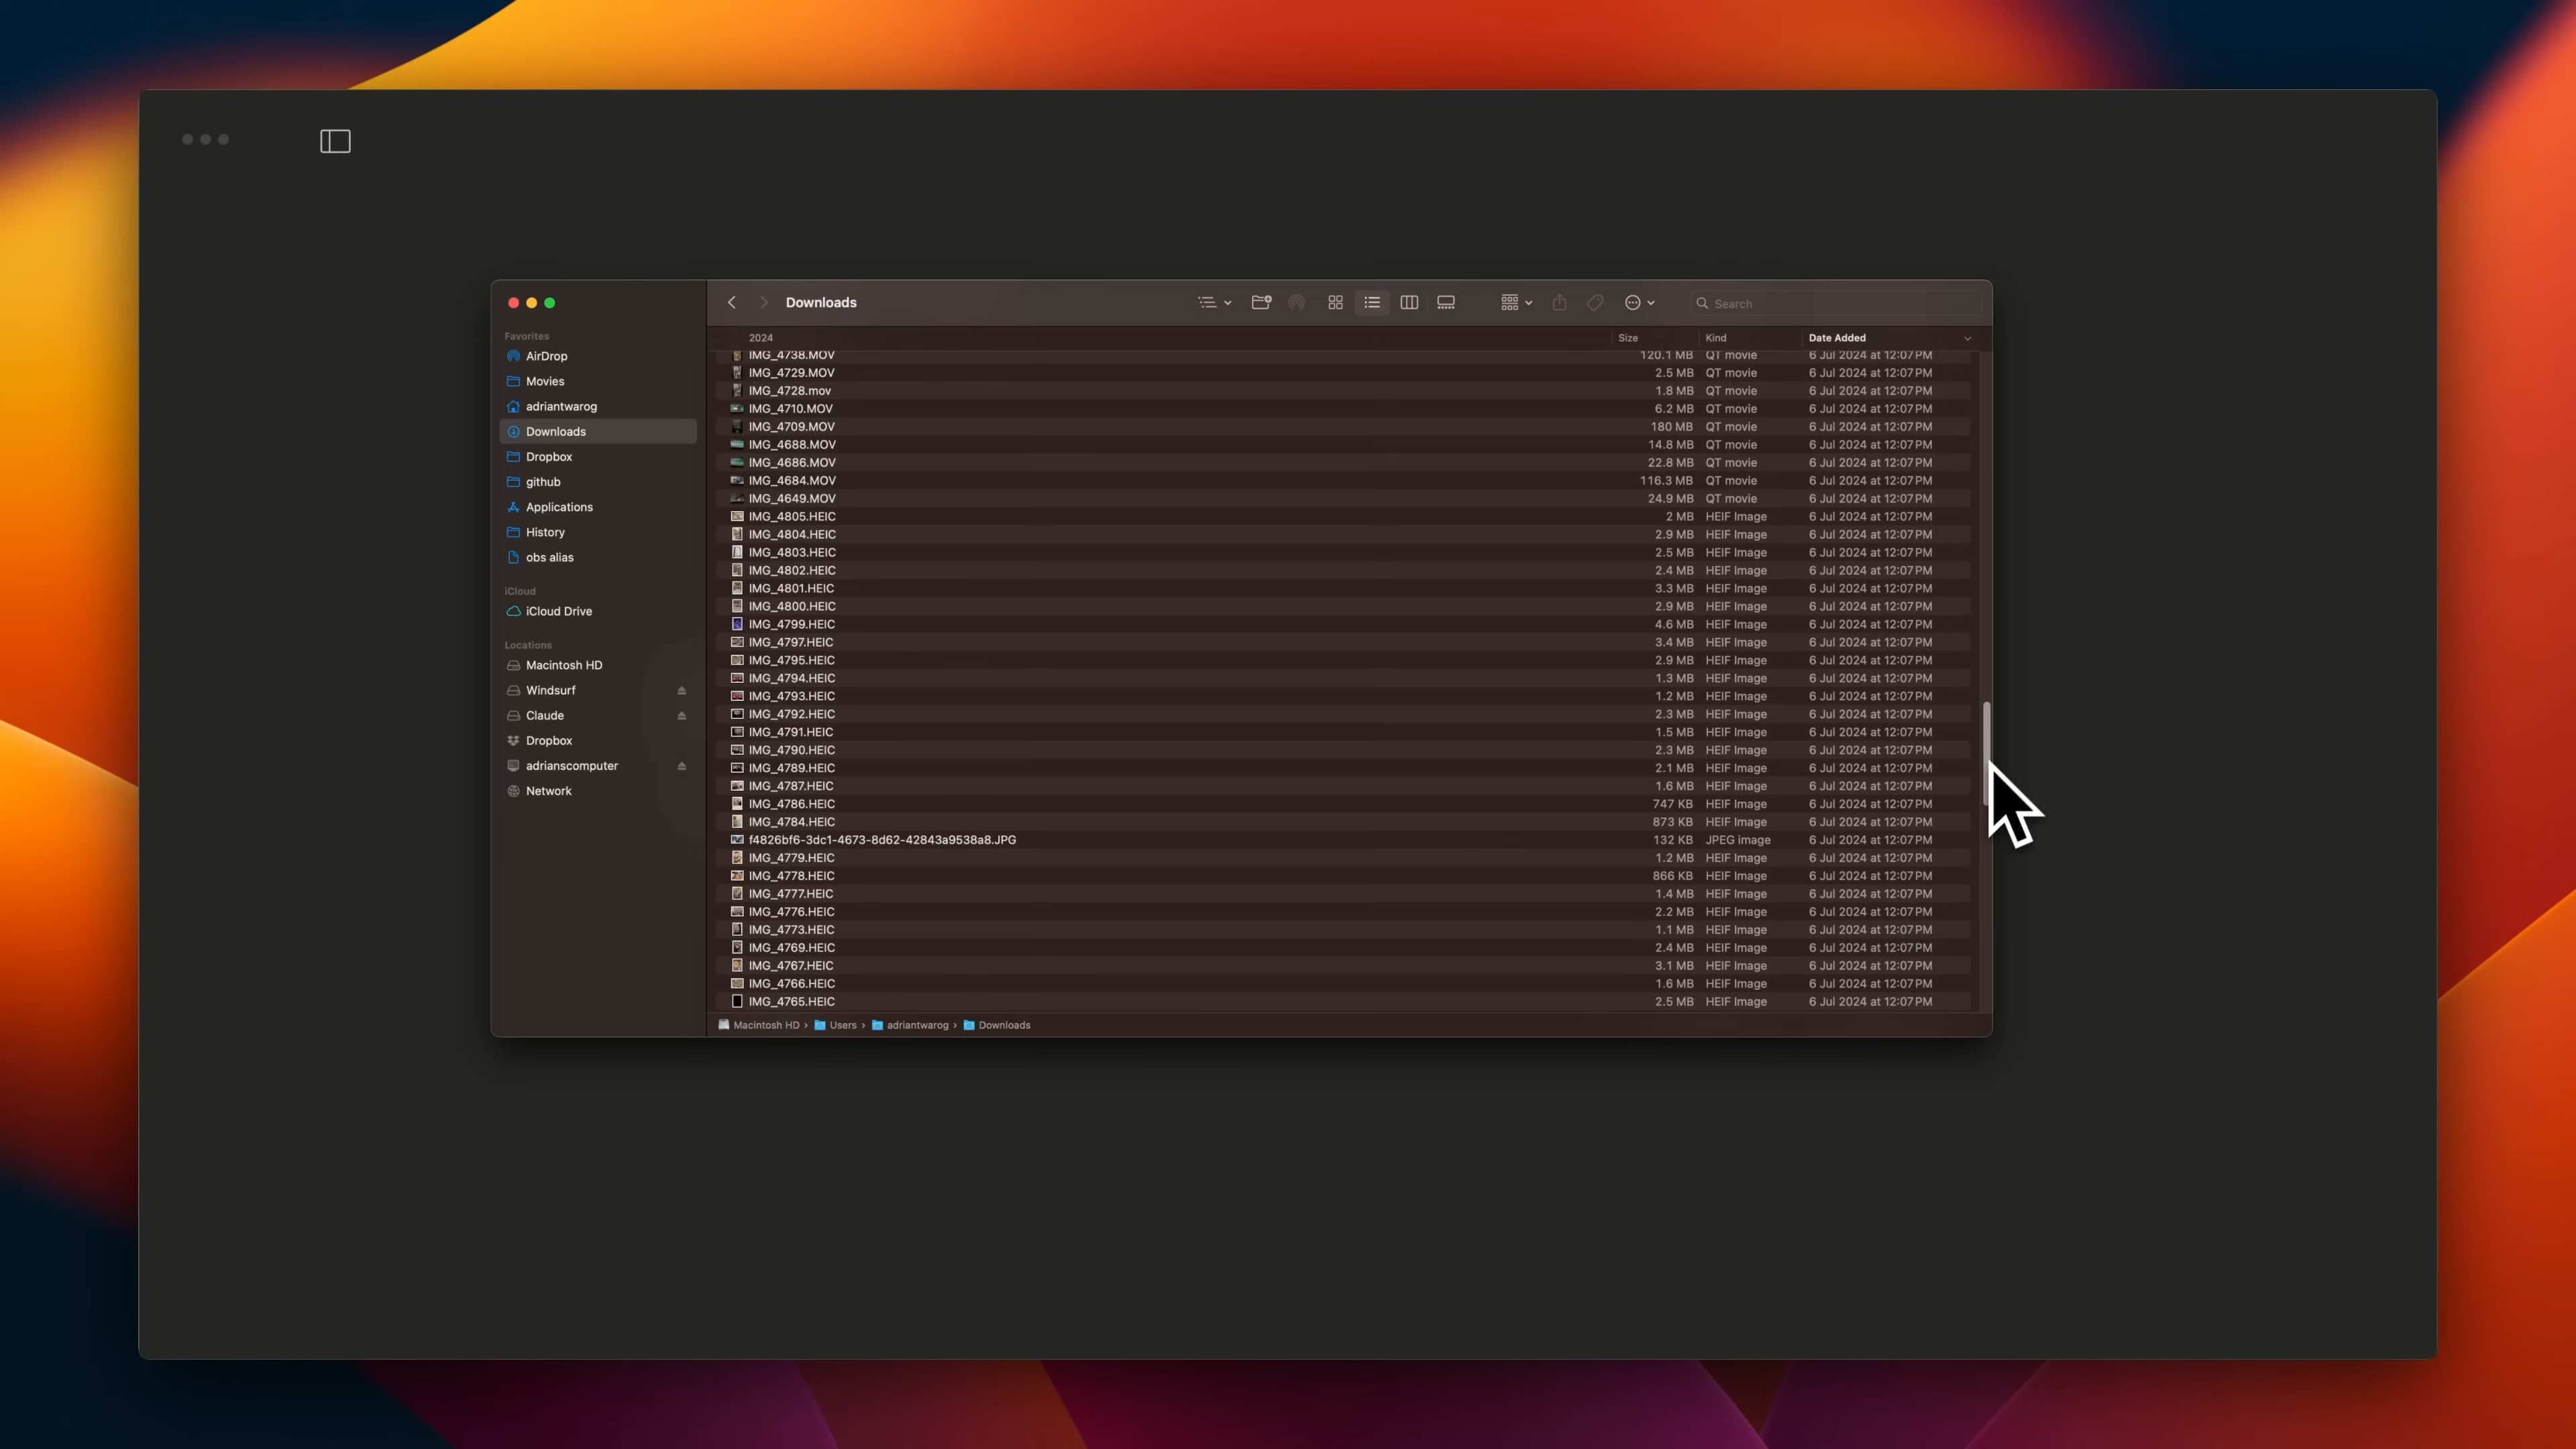 Downloads
Search
Favorites
AirDrop
Movies
adriantwarog
Downloads
Dropbox
github
Applications
History
obs alias
iCloud
iCloud Drive
Locations
Macintosh HD
Windsurf
Claude
Dropbox
adrianscomputer
Network
2024 Size Kind Date Added
IMG_4738.MOV 120.1 MB QT movie 6 Jul 2024 at 12:07 PM
IMG_4729.MOV 2.5 MB QT movie 6 Jul 2024 at 12:07 PM
IMG_4728.mov 1.8 MB QT movie 6 Jul 2024 at 12:07 PM
IMG_4710.MOV 6.2 MB QT movie 6 Jul 2024 at 12:07 PM
IMG_4709.MOV 180 MB QT movie 6 Jul 2024 at 12:07 PM
IMG_4688.MOV 14.8 MB QT movie 6 Jul 2024 at 12:07 PM
IMG_4686.MOV 22.8 MB QT movie 6 Jul 2024 at 12:07 PM
IMG_4684.MOV 116.3 MB QT movie 6 Jul 2024 at 12:07 PM
IMG_4649.MOV 24.9 MB QT movie 6 Jul 2024 at 12:07 PM
IMG_4805.HEIC 2 MB HEIF Image 6 Jul 2024 at 12:07 PM
IMG_4804.HEIC 2.9 MB HEIF Image 6 Jul 2024 at 12:07 PM
IMG_4803.HEIC 2.5 MB HEIF Image 6 Jul 2024 at 12:07 PM
IMG_4802.HEIC 2.4 MB HEIF Image 6 Jul 2024 at 12:07 PM
IMG_4801.HEIC 3.3 MB HEIF Image 6 Jul 2024 at 12:07 PM
IMG_4800.HEIC 2.9 MB HEIF Image 6 Jul 2024 at 12:07 PM
IMG_4799.HEIC 4.6 MB HEIF Image 6 Jul 2024 at 12:07 PM
IMG_4797.HEIC 3.4 MB HEIF Image 6 Jul 2024 at 12:07 PM
IMG_4795.HEIC 2.9 MB HEIF Image 6 Jul 2024 at 12:07 PM
IMG_4794.HEIC 1.3 MB HEIF Image 6 Jul 2024 at 12:07 PM
IMG_4793.HEIC 1.2 MB HEIF Image 6 Jul 2024 at 12:07 PM
IMG_4792.HEIC 2.3 MB HEIF Image 6 Jul 2024 at 12:07 PM
IMG_4791.HEIC 1.5 MB HEIF Image 6 Jul 2024 at 12:07 PM
IMG_4790.HEIC 2.3 MB HEIF Image 6 Jul 2024 at 12:07 PM
IMG_4789.HEIC 2.1 MB HEIF Image 6 Jul 2024 at 12:07 PM
IMG_4787.HEIC 1.6 MB HEIF Image 6 Jul 2024 at 12:07 PM
IMG_4786.HEIC 747 KB HEIF Image 6 Jul 2024 at 12:07 PM
IMG_4784.HEIC 873 KB HEIF Image 6 Jul 2024 at 12:07 PM
f4826bf6-3dc1-4673-8d62-42843a9538a8.JPG 132 KB JPEG image 6 Jul 2024 at 12:07 PM
IMG_4779.HEIC 1.2 MB HEIF Image 6 Jul 2024 at 12:07 PM
IMG_4778.HEIC 866 KB HEIF Image 6 Jul 2024 at 12:07 PM
IMG_4777.HEIC 1.4 MB HEIF Image 6 Jul 2024 at 12:07 PM
IMG_4776.HEIC 2.2 MB HEIF Image 6 Jul 2024 at 12:07 PM
IMG_4773.HEIC 1.1 MB HEIF Image 6 Jul 2024 at 12:07 PM
IMG_4769.HEIC 2.4 MB HEIF Image 6 Jul 2024 at 12:07 PM
IMG_4767.HEIC 3.1 MB HEIF Image 6 Jul 2024 at 12:07 PM
IMG_4766.HEIC 1.6 MB HEIF Image 6 Jul 2024 at 12:07 PM
IMG_4765.HEIC 2.5 MB HEIF Image 6 Jul 2024 at 12:07 PM
Macintosh HD › Users › adriantwarog › Downloads